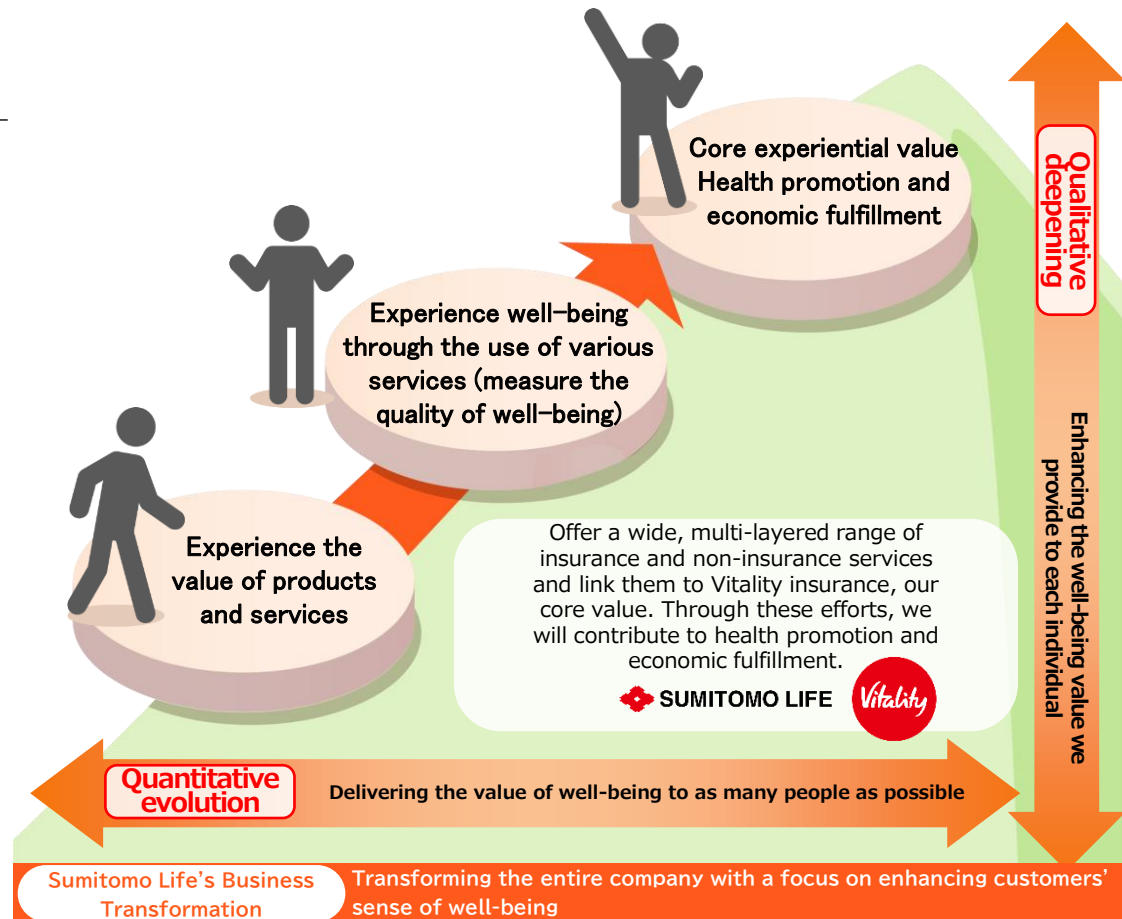 Core experiential value
Health promotion and
economic fulfillment
Qualitative
deepening
Experience well-being
through the use of various
services (measure the
quality of well-being)
Enhancing the well-being value we
provide to each individual
Experience the
value of products
and services
Offer a wide, multi-layered range of
insurance and non-insurance services
and link them to Vitality insurance, our
core value. Through these efforts, we
will contribute to health promotion and
economic fulfillment.
SUMITOMO LIFE
Vitality
Quantitative
evolution
Delivering the value of well-being to as many people as possible
Sumitomo Life's Business
Transformation
Transforming the entire company with a focus on enhancing customers'
sense of well-being